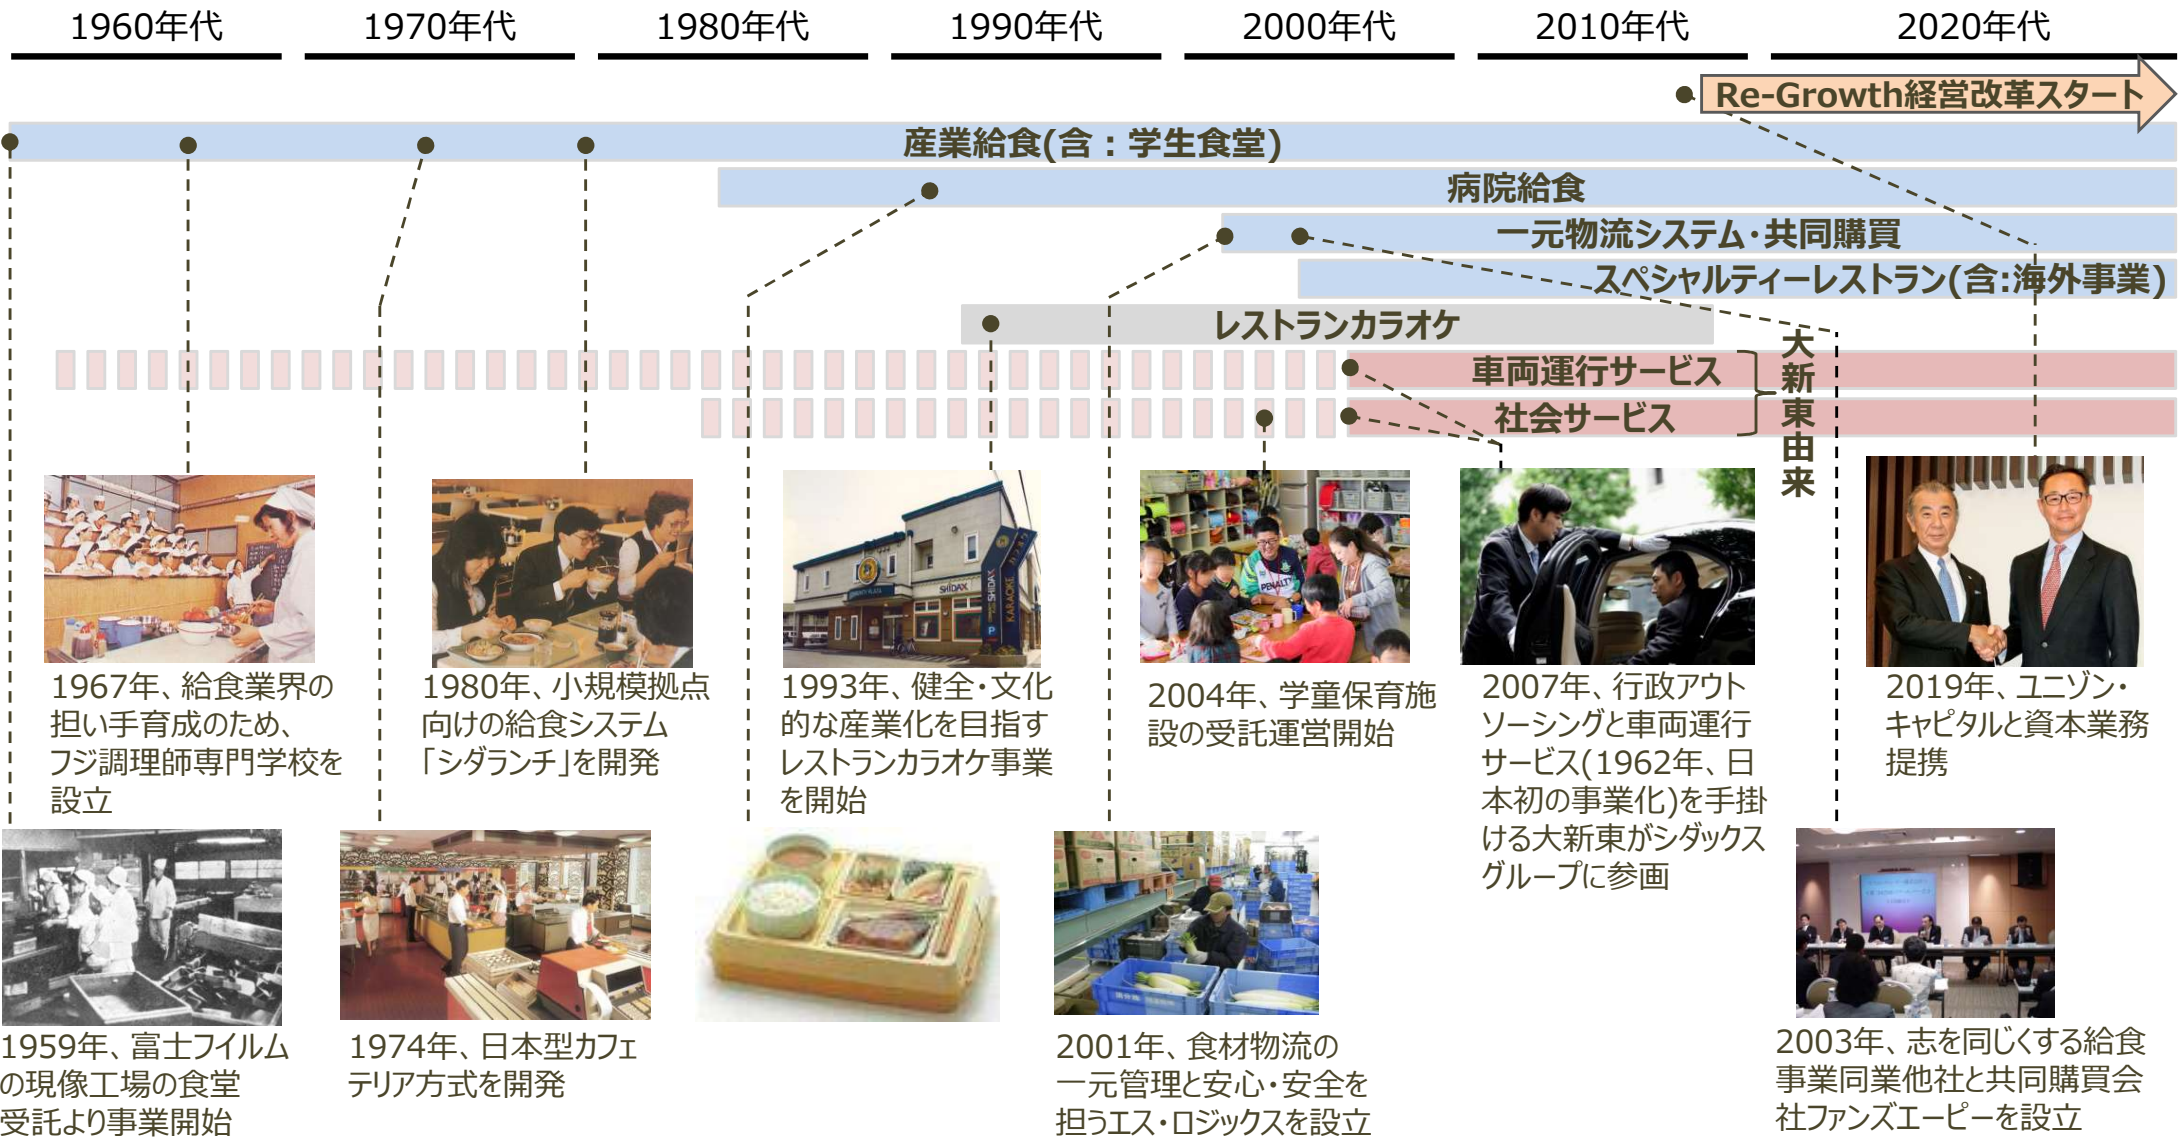 1960年代
1970年代
1980年代
1990年代
2000年代
2010年代
2020年代
Re-Growth経営改革スタート
産業給食(含：学生食堂)
病院給食
一元物流システム・共同購買
スペシャルティーレストラン(含:海外事業)
レストランカラオケ
車両運行サービス
社会サービス
大新東由来
SHIDAX
SHIDAX
KARAOKE カラオケ
P
PENALTY
1967年、給食業界の
担い手育成のため、
フジ調理師専門学校を
設立
1980年、小規模拠点
向けの給食システム
「シダランチ」を開発
1993年、健全・文化
的な産業化を目指す
レストランカラオケ事業
を開始
2004年、学童保育施
設の受託運営開始
2007年、行政アウト
ソーシングと車両運行
サービス(1962年、日
本初の事業化)を手掛
ける大新東がシダックス
グループに参画
2019年、ユニゾン・
キャピタルと資本業務
提携
1959年、富士フイルム
の現像工場の食堂
受託より事業開始
1974年、日本型カフェ
テリア方式を開発
2001年、食材物流の
一元管理と安心・安全を
担うエス・ロジックスを設立
2003年、志を同じくする給食
事業同業他社と共同購買会
社ファンズエーピーを設立